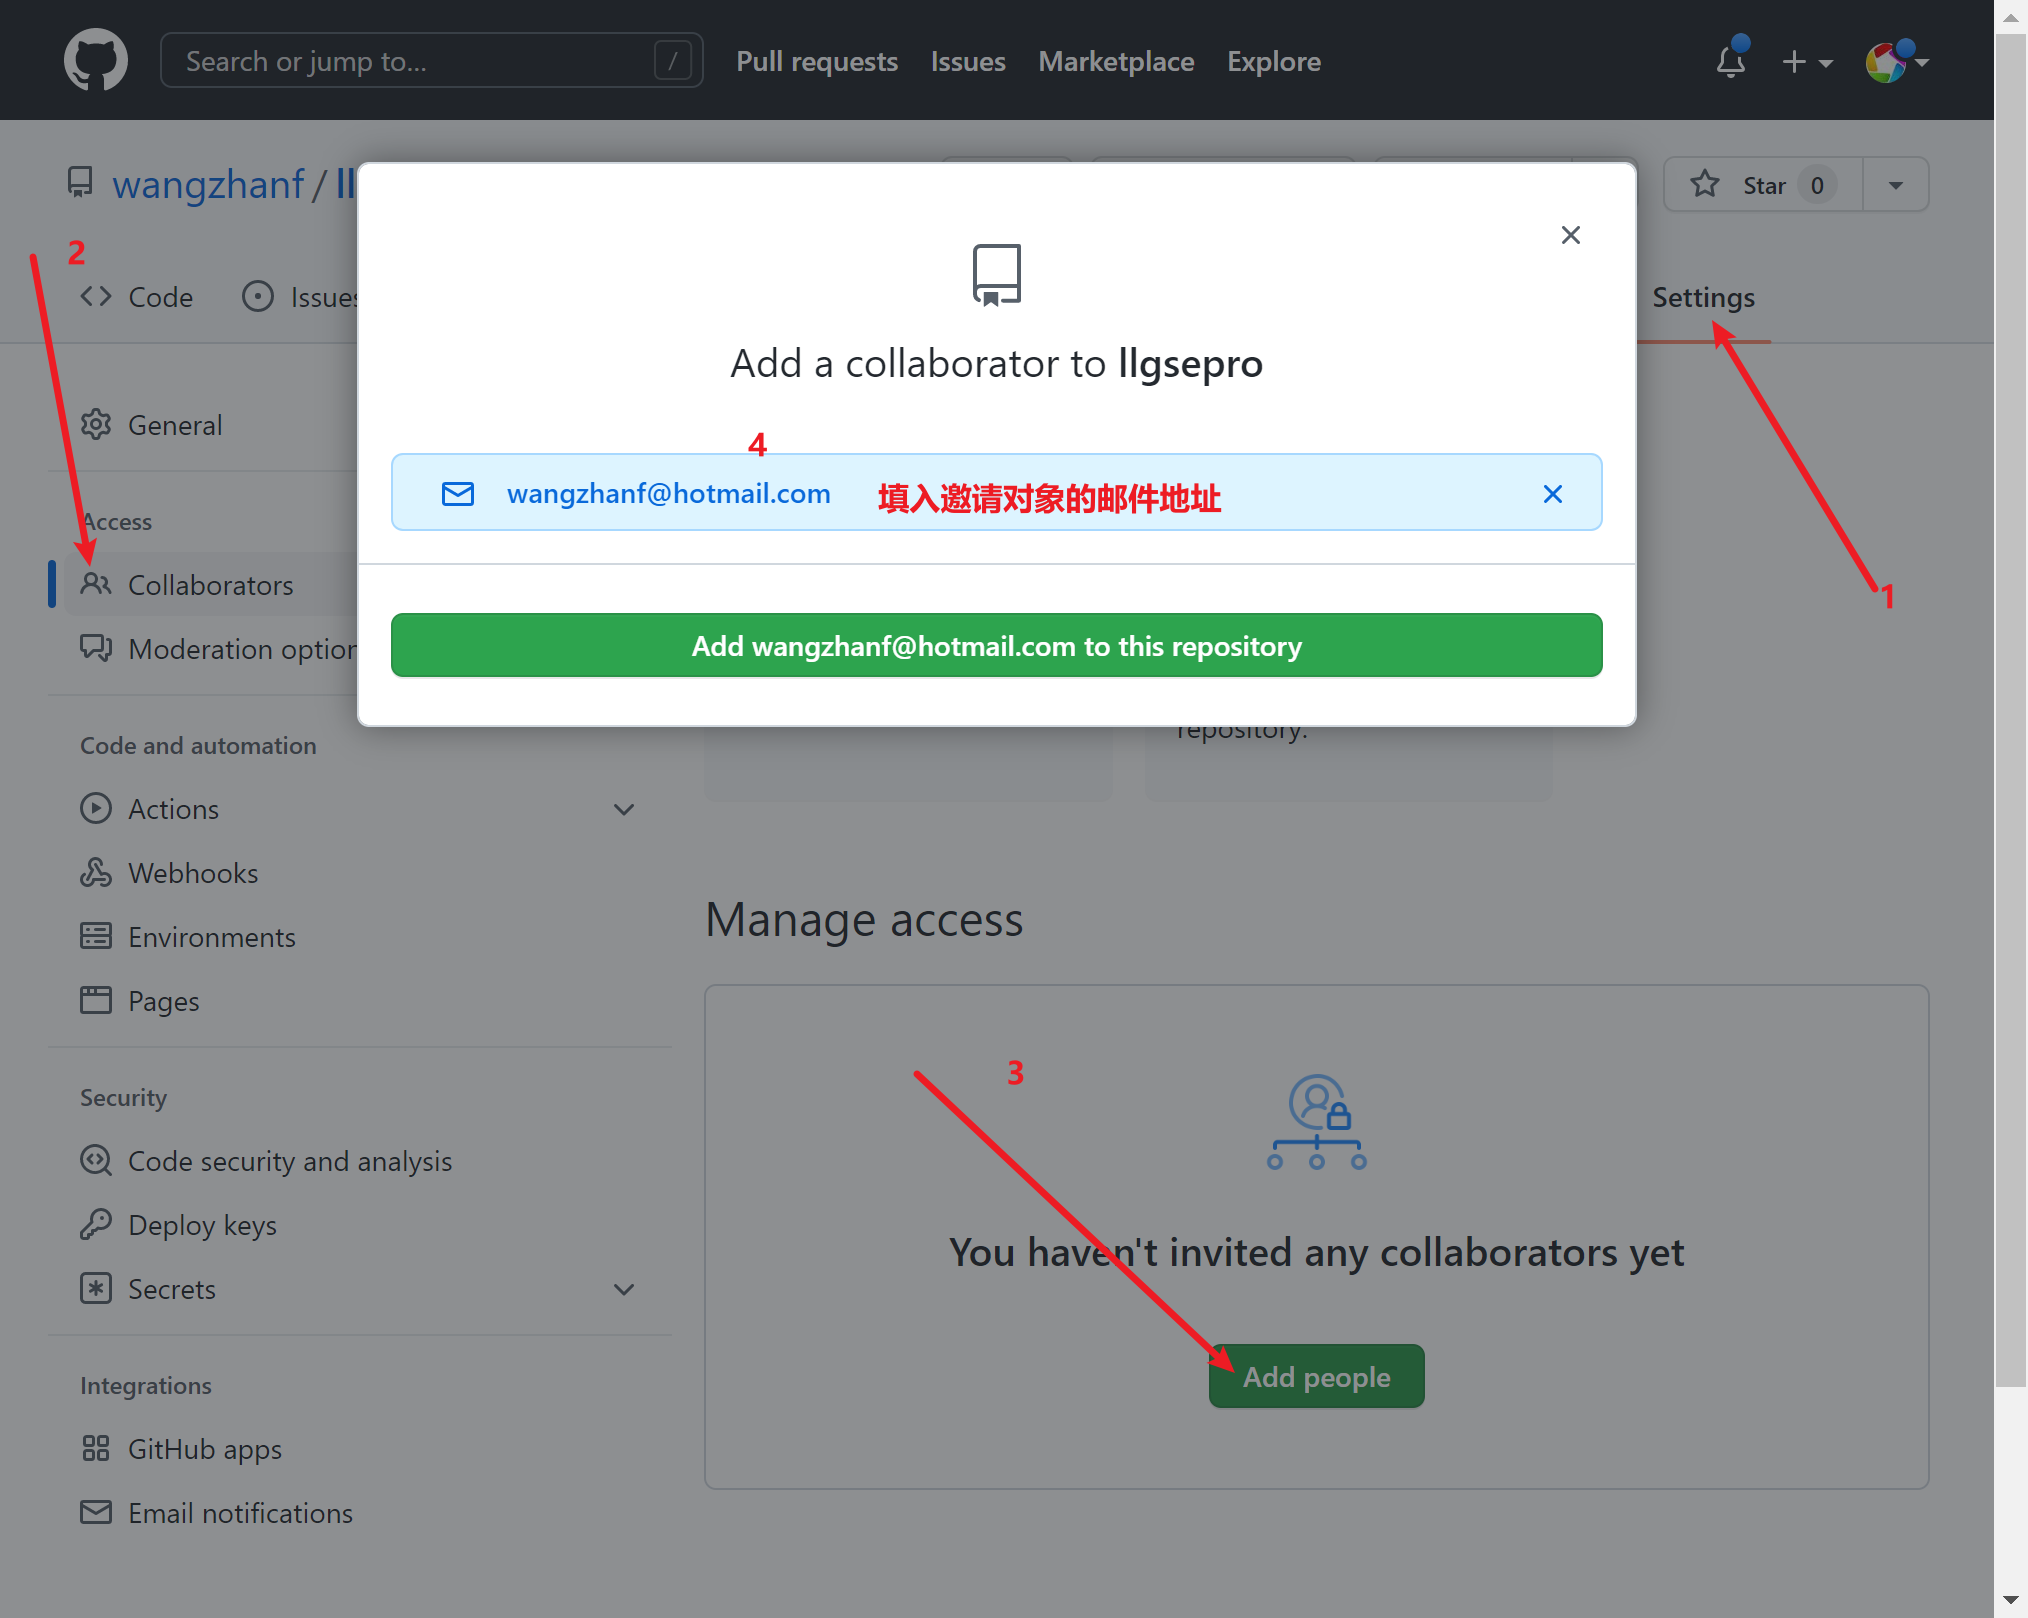 Search or jump to...
/
Pull requests
Issues
Marketplace
Explore
wangzhanf / ll
Star 0
2
Code
Issues
Settings
Add a collaborator to llgsepro
4
wangzhanf@hotmail.com
填入邀请对象的邮件地址
Add wangzhanf@hotmail.com to this repository
1
General
Access
Collaborators
Moderation option
repository.
Code and automation
Actions
Webhooks
Environments
Pages
Security
Code security and analysis
Deploy keys
Secrets
Integrations
GitHub apps
Email notifications
Manage access
3
You haven't invited any collaborators yet
Add people